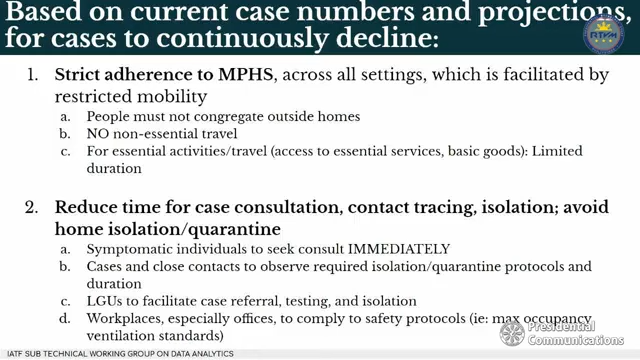 Based on current case numbers and projections,
for cases to continuously decline:
RTVM
1. Strict adherence to MPHS, across all settings, which is facilitated by
restricted mobility
a. People must not congregate outside homes
b. NO non-essential travel
c. For essential activities/travel (access to essential services, basic goods): Limited
duration
2. Reduce time for case consultation, contact tracing, isolation; avoid
home isolation/quarantine
a. Symptomatic individuals to seek consult IMMEDIATELY
b. Cases and close contacts to observe required isolation/quarantine protocols and
duration
c. LGUs to facilitate case referral, testing, and isolation
d. Workplaces, especially offices, to comply to safety protocols (ie: max occupancy
ventilation standards)
Presidential
Communications
IATF SUB TECHNICAL WORKING GROUP ON DATA ANALYTICS